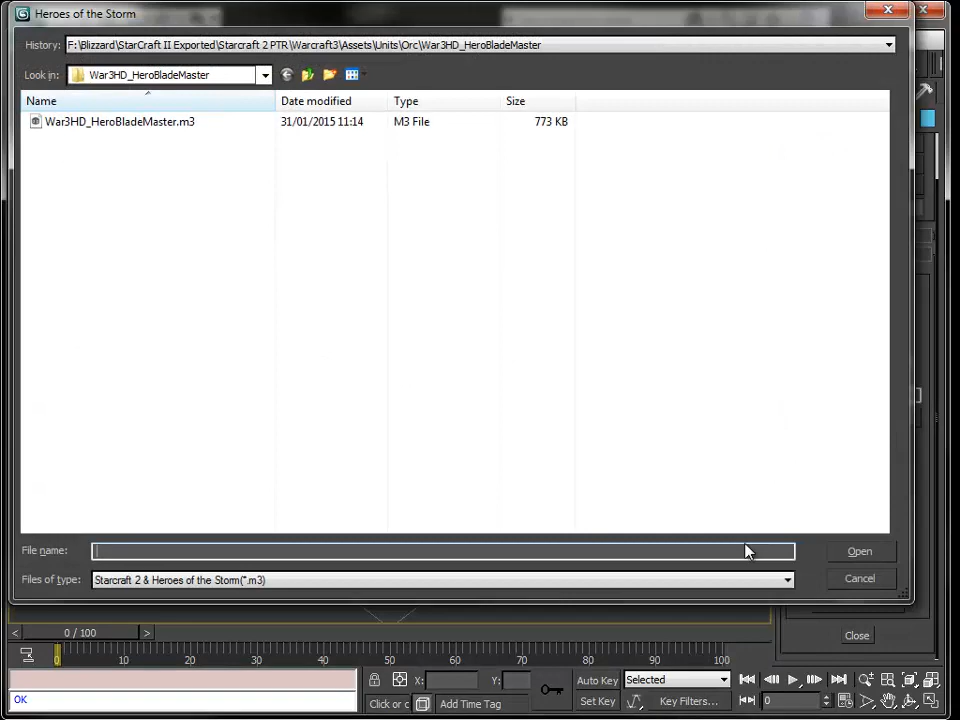 Heroes of the Storm
History: F:\Blizzard\StarCraft II Exported\Starcraft 2 PTR\Warcraft3\Assets\Units\Orc\War3HD_HeroBladeMaster
Look in: War3HD_HeroBladeMaster
Name Date modified Type Size
War3HD_HeroBladeMaster.m3 31/01/2015 11:14 M3 File 773 KB
File name: Open
Files of type: Starcraft 2 & Heroes of the Storm(*.m3) Cancel
< 0 / 100 > Close
0 10 20 30 40 50 60 70 80 90 100
X: Y: Auto Key Selected
OK Click or c Add Time Tag Set Key Key Filters... 0